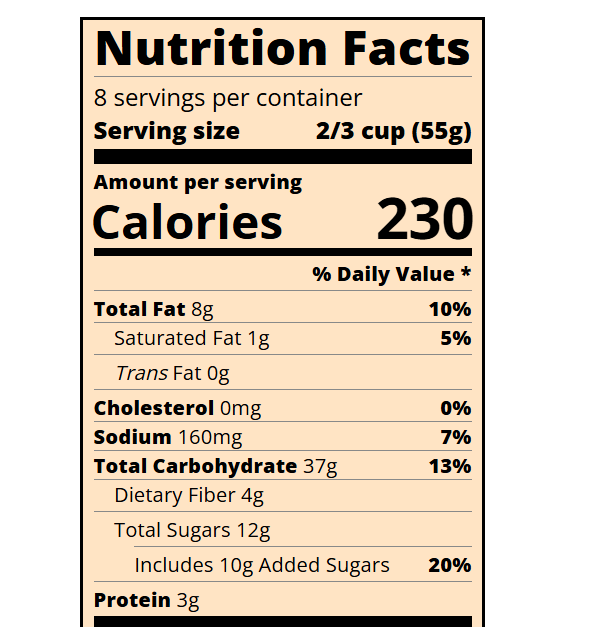 Nutrition Facts
8 servings per container
Serving size 2/3 cup (55g)
Amount per serving
Calories 230
% Daily Value *
Total Fat 8g 10%
Saturated Fat 1g 5%
Trans Fat 0g
Cholesterol 0mg 0%
Sodium 160mg 7%
Total Carbohydrate 37g 13%
Dietary Fiber 4g
Total Sugars 12g
Includes 10g Added Sugars 20%
Protein 3g